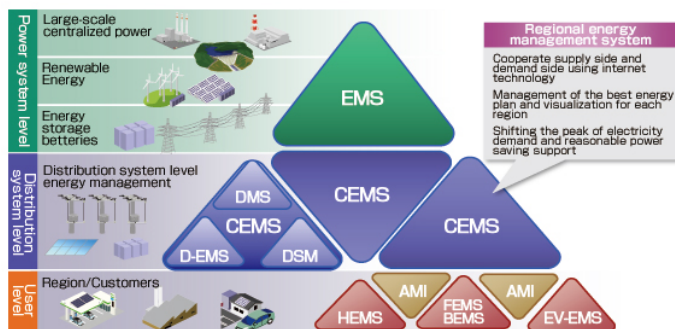 Power system level
Large-scale
centralized power
Renewable
Energy
Energy
storage
betteries
EMS
Regional energy
management system
Cooperate supply side and
demand side using internet
technology
Management of the best energy
plan and visualization for each
region
Shifting the peak of electricity
demand and reasonable power
saving support
Distribution
system level
Distribution system level
energy management
DMS
CEMS
D-EMS
DSM
CEMS
CEMS
User
level
Region/Customers
HEMS
AMI
FEMS
BEMS
AMI
EV-EMS